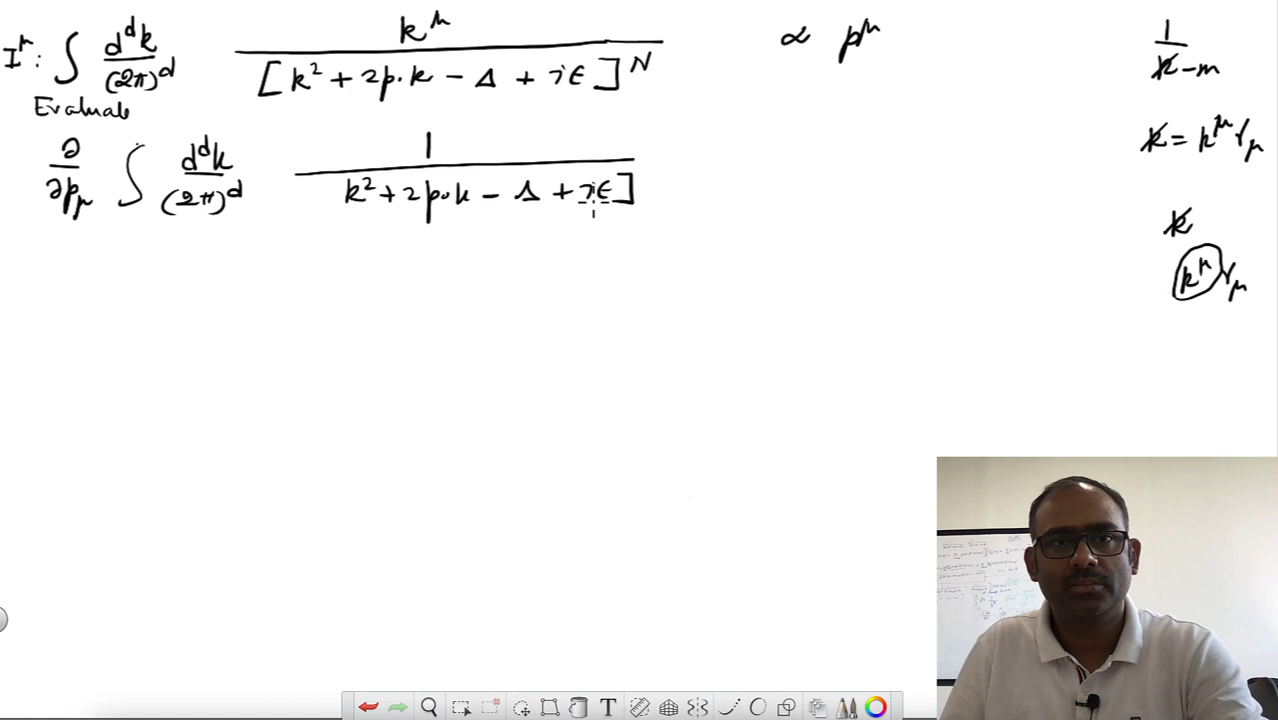 I^μ : ∫ d^dk/(2π)^d k^μ/[k² + 2p·k − Δ + iϵ]^N ∝ p^μ
Evaluate
∂/∂p_μ ∫ d^dk/(2π)^d 1/k² + 2p·k − Δ + iϵ]
1/k̸ − m
k̸ = k^μ γ_μ
k̸
k^μ γ_μ
T